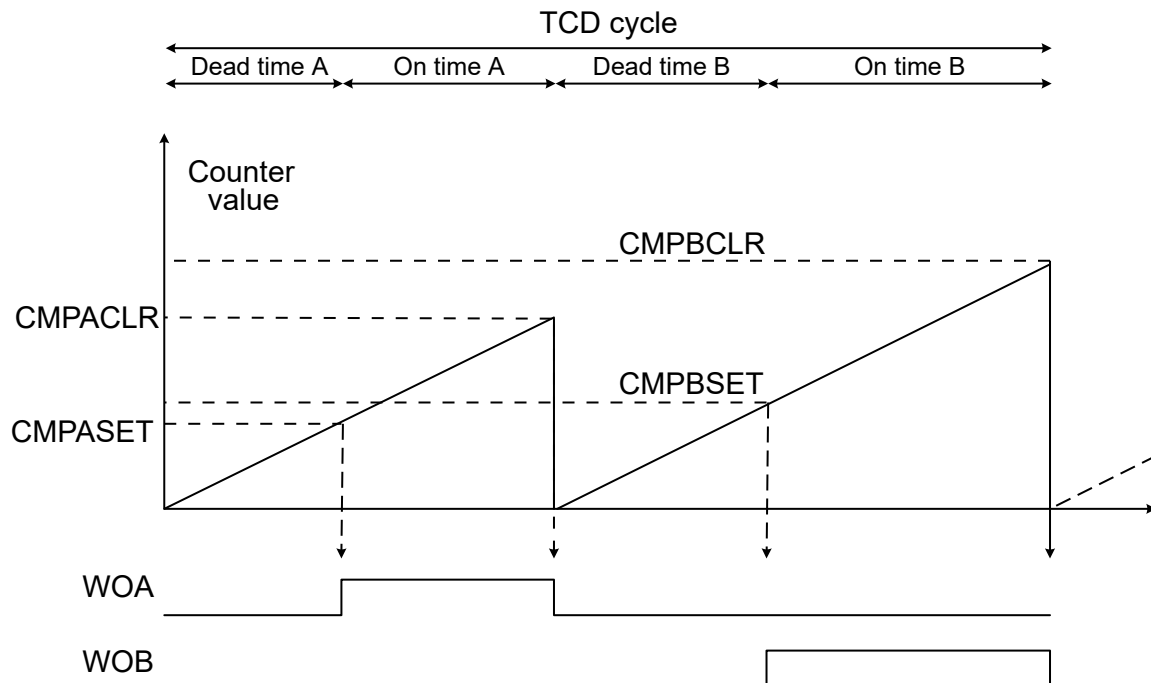 TCD cycle
Dead time A
On time A
Dead time B
On time B
Counter
value
CMPBCLR
CMPACLR
CMPBSET
CMPASET
WOA
WOB